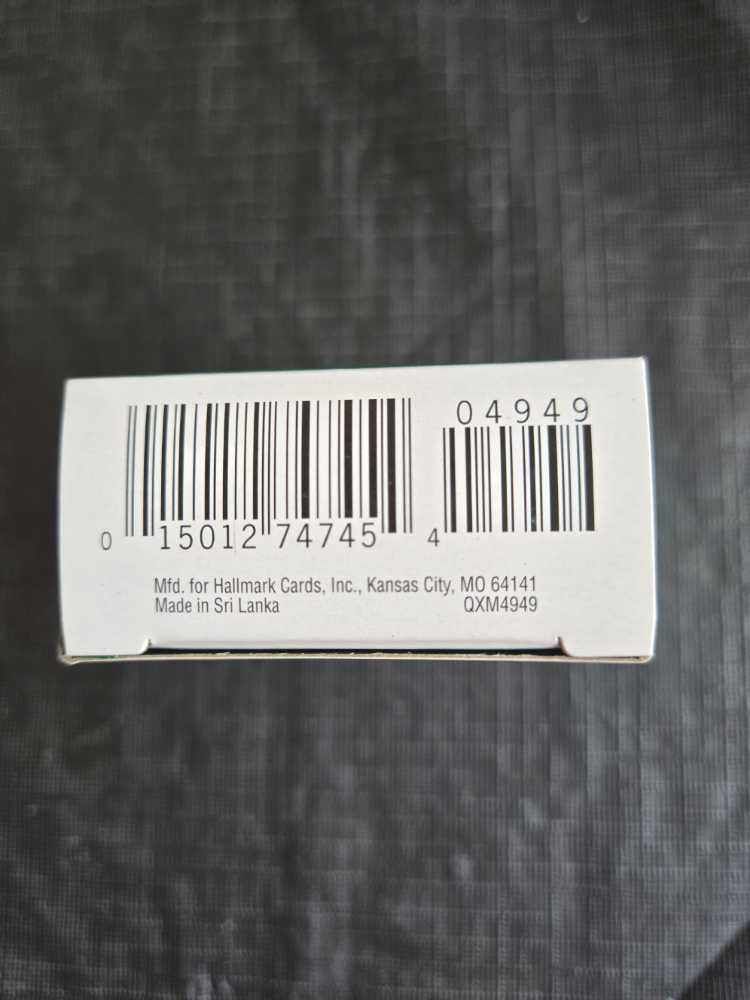 04949
0 15012 74745 4
Mfd. for Hallmark Cards, Inc., Kansas City, MO 64141
Made in Sri Lanka QXM4949